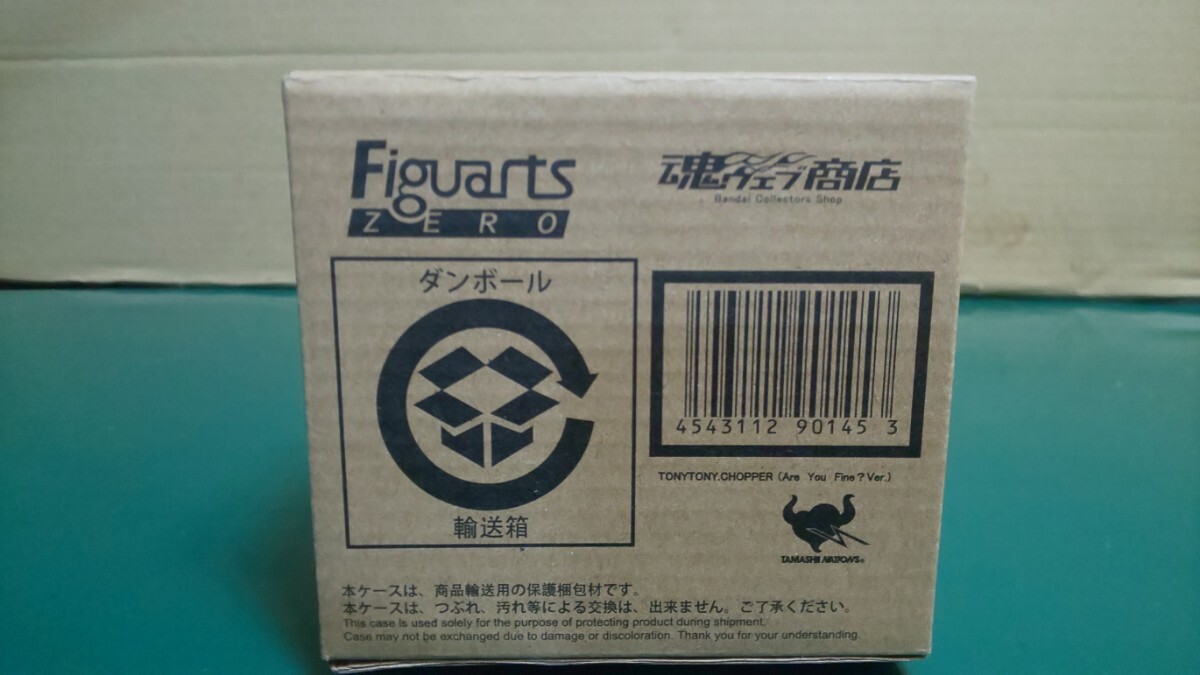 Figuarts
ZERO
魂ウェブ商店
Bandai Collectors Shop
ダンボール
輸送箱
4543112 90145 3
TONYTONY.CHOPPER (Are You Fine?Ver.)
TAMASHII NATIONS®
本ケースは、商品輸送用の保護梱包材です。
本ケースは、つぶれ、汚れ等による交換は、出来ません。ご了承ください。
This case is used solely for the purpose of protecting product during shipment.
Case may not be exchanged due to damage or discoloration. Thank you for your understanding.